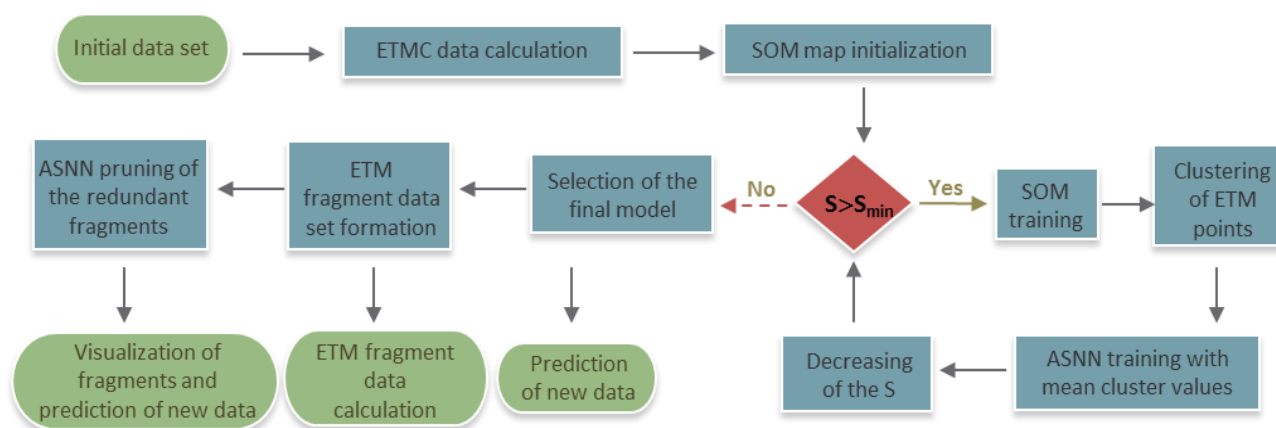 Initial data set
ETMC data calculation
SOM map initialization
ASNN pruning of
the redundant
fragments
ETM
fragment data
set formation
Selection of the
final model
No
S>Smin
Yes
SOM
training
Clustering
of ETM
points
Visualization of
fragments and
prediction of new data
ETM fragment
data
calculation
Prediction
of new data
Decreasing
of the S
ASNN training with
mean cluster values